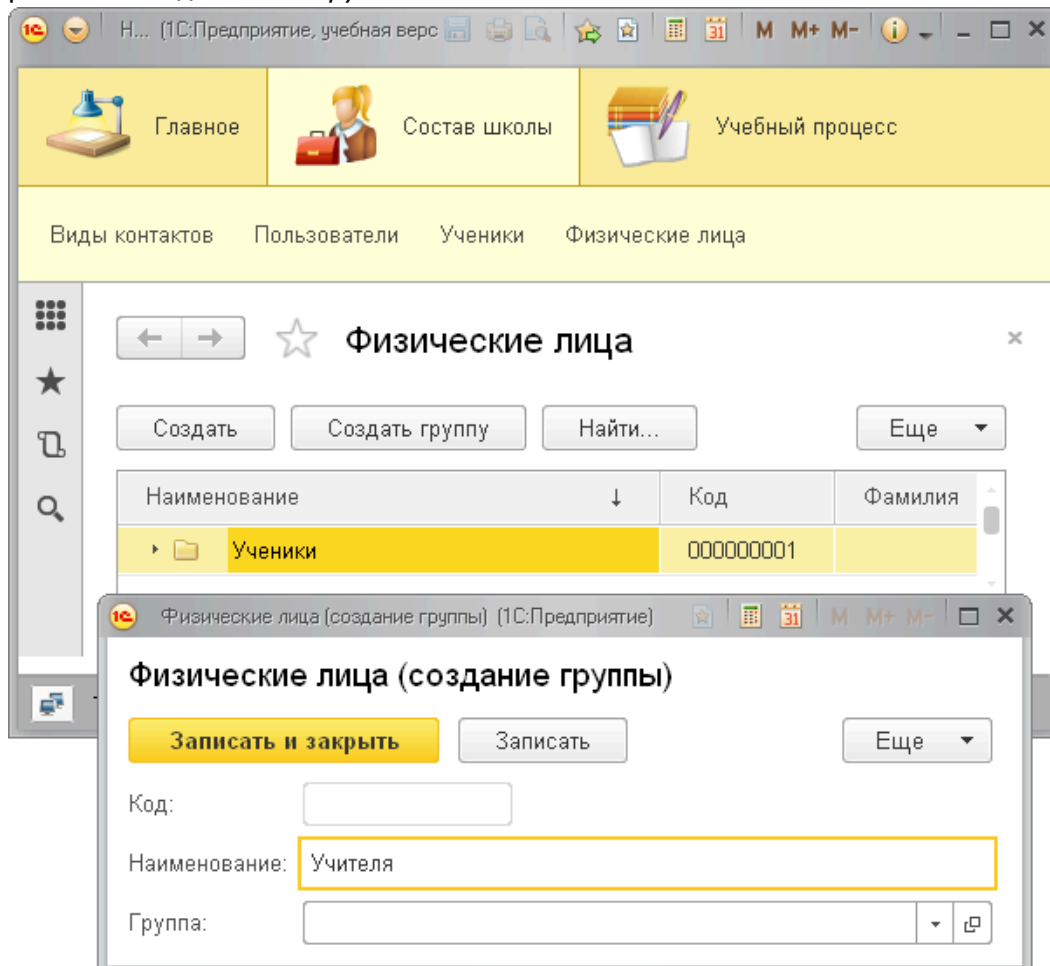 Н... (1С:Предприятие, учебная верс М М+ М-
Главное Состав школы Учебный процесс
Виды контактов Пользователи Ученики Физические лица
Физические лица
Создать Создать группу Найти... Еще
Наименование ↓ Код Фамилия
Ученики 000000001
Физические лица (создание группы) (1С:Предприятие) М М+ М-
Физические лица (создание группы)
Записать и закрыть Записать Еще
Код:
Наименование: Учителя
Группа: